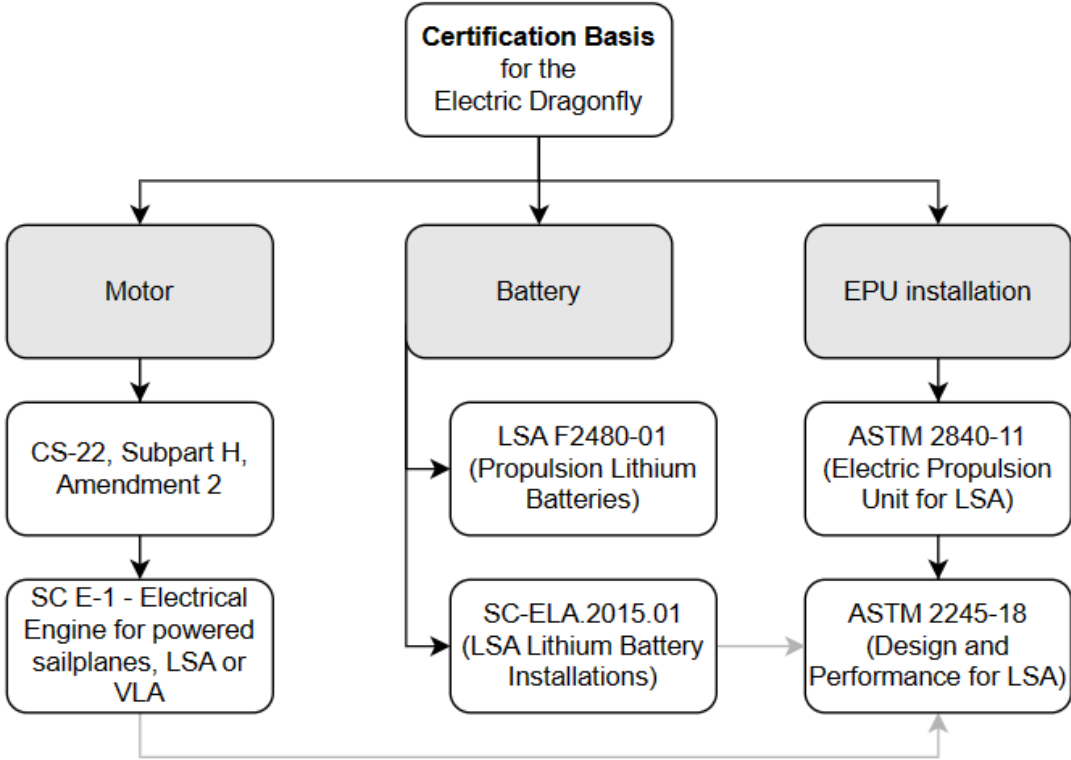 Certification Basis
for the
Electric Dragonfly
Motor
Battery
EPU installation
CS-22, Subpart H,
Amendment 2
LSA F2480-01
(Propulsion Lithium
Batteries)
ASTM 2840-11
(Electric Propulsion
Unit for LSA)
SC E-1 - Electrical
Engine for powered
sailplanes, LSA or
VLA
SC-ELA.2015.01
(LSA Lithium Battery
Installations)
ASTM 2245-18
(Design and
Performance for LSA)